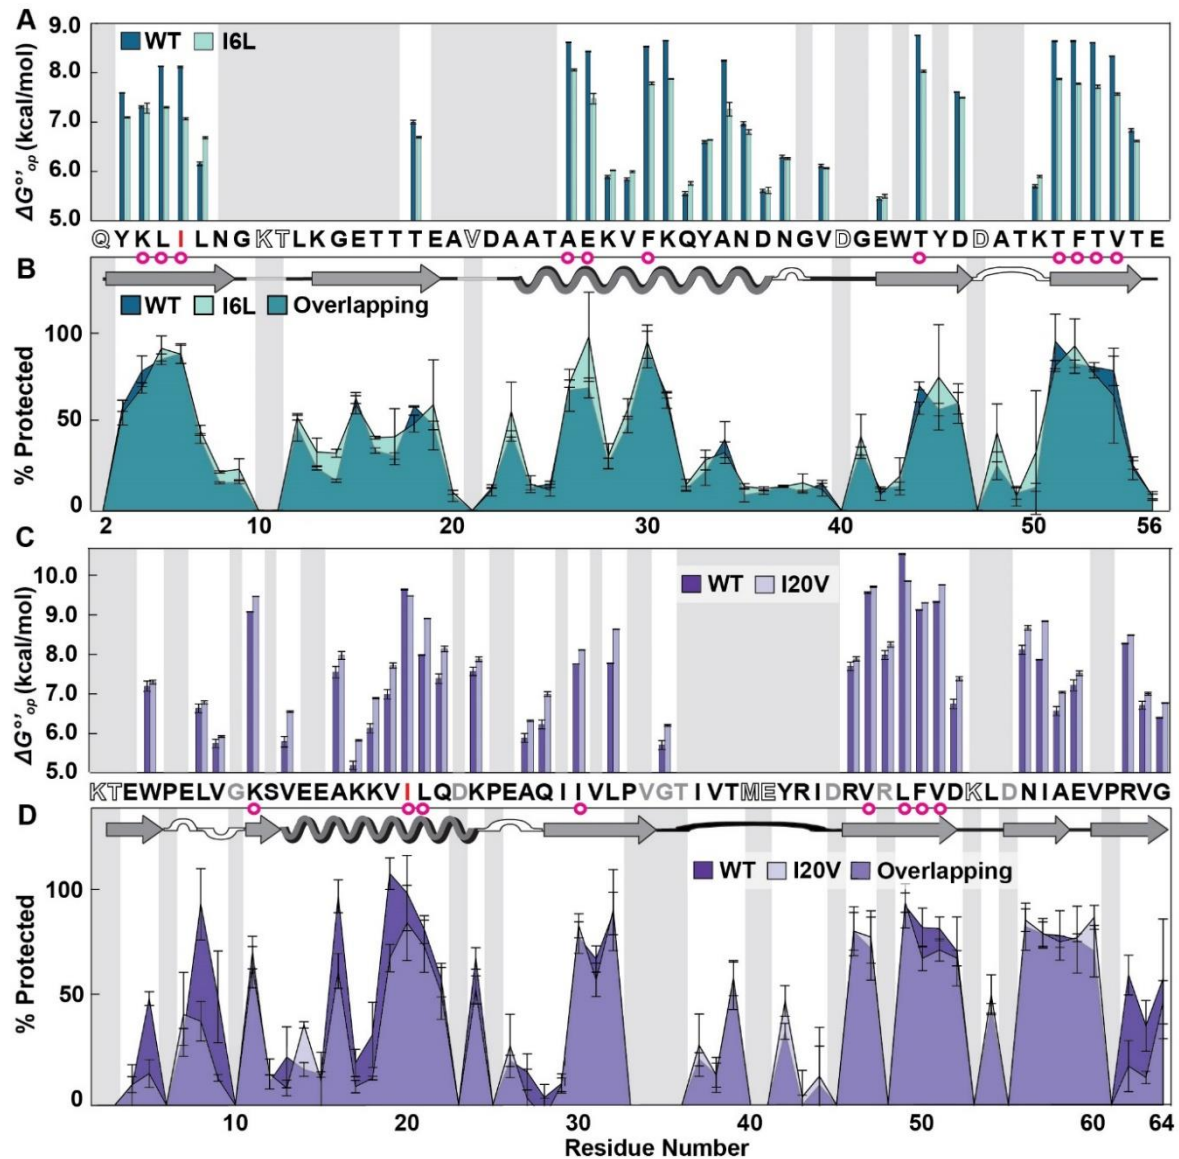 A
9.0
8.0
7.0
6.0
5.0
ΔG°'op (kcal/mol)
WT I6L
QYKLILNGKTLKGETTTEAVDAATAEKVFKQYANDNGVDGEWTYDDATKTFTVTE
B
WT I6L Overlapping
100
50
0
% Protected
2 10 20 30 40 50 56
C
10.0
9.0
8.0
7.0
6.0
5.0
ΔG°'op (kcal/mol)
WT I20V
KTEWPELVGKSVEEAKKVILQDKPEAQIIVLPVGTIVTMEYRIDRVRLFVDKLDNIAEVPRVG
D
WT I20V Overlapping
100
50
0
% Protected
10 20 30 40 50 60 64
Residue Number